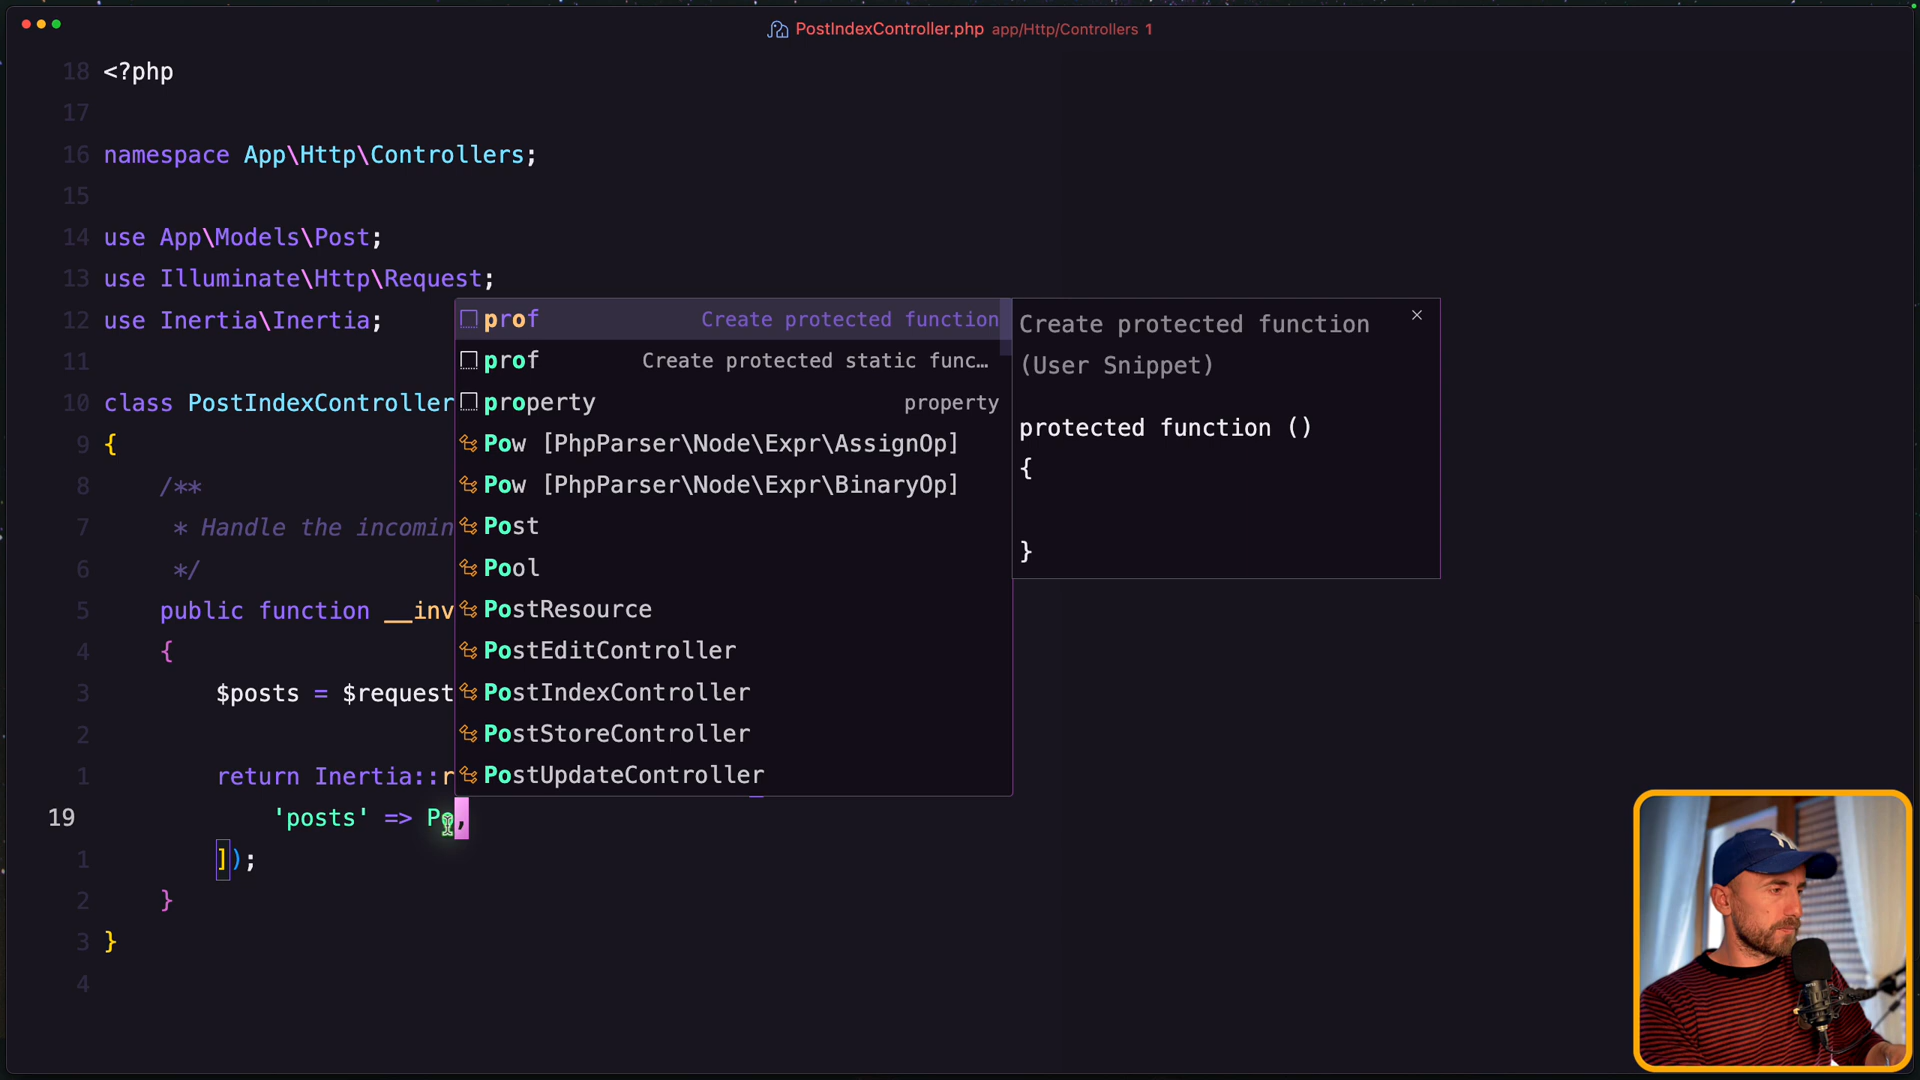 PostIndexController.php app/Http/Controllers 1
18 <?php
17
16 namespace App\Http\Controllers;
15
14 use App\Models\Post;
13 use Illuminate\Http\Request;
12 use Inertia\Inertia;
11
10 class PostIndexController
9 {
8 /**
7 * Handle the incomin
6 */
5 public function __inv
4 {
3 $posts = $request
2
1 return Inertia::r
19 'posts' => Po,
1 ]);
2 }
3 }
4
prof Create protected function
prof Create protected static func…
property property
Pow [PhpParser\Node\Expr\AssignOp]
Pow [PhpParser\Node\Expr\BinaryOp]
Post
Pool
PostResource
PostEditController
PostIndexController
PostStoreController
PostUpdateController
Create protected function
(User Snippet)
protected function ()
{
}